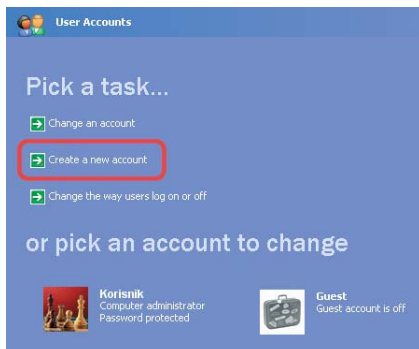 User Accounts
Pick a task...
Change an account
Create a new account
Change the way users log on or off
or pick an account to change
Korisnik
Computer administrator
Password protected
Guest
Guest account is off